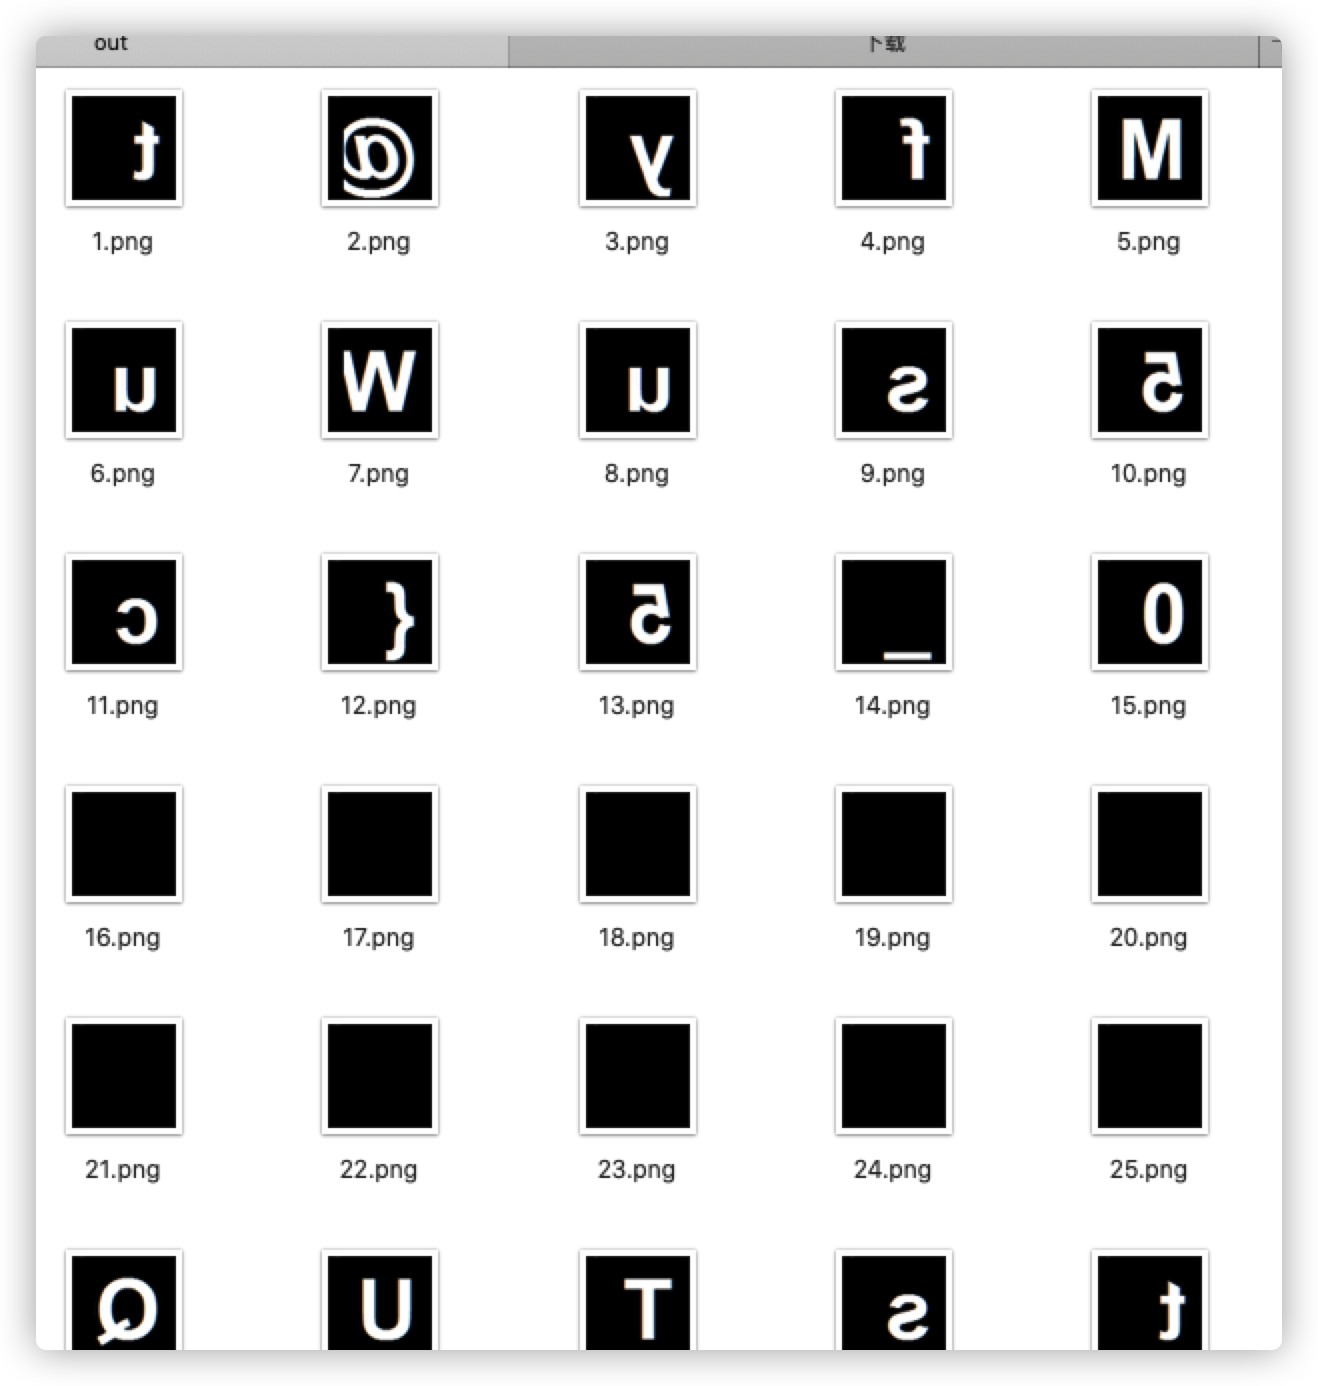 out 下载
t @ y f M
1.png 2.png 3.png 4.png 5.png
u W u s 5
6.png 7.png 8.png 9.png 10.png
c { 5 _ 0
11.png 12.png 13.png 14.png 15.png
16.png 17.png 18.png 19.png 20.png
21.png 22.png 23.png 24.png 25.png
Q U T s t